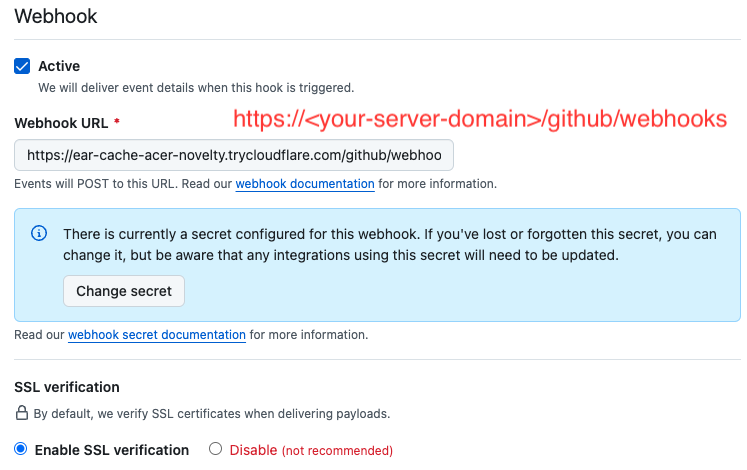 Webhook
Active
We will deliver event details when this hook is triggered.
Webhook URL *
https://<your-server-domain>/github/webhooks
https://ear-cache-acer-novelty.trycloudflare.com/github/webhoo
Events will POST to this URL. Read our webhook documentation for more information.
There is currently a secret configured for this webhook. If you've lost or forgotten this secret, you can
change it, but be aware that any integrations using this secret will need to be updated.
Change secret
Read our webhook secret documentation for more information.
SSL verification
By default, we verify SSL certificates when delivering payloads.
Enable SSL verification Disable (not recommended)